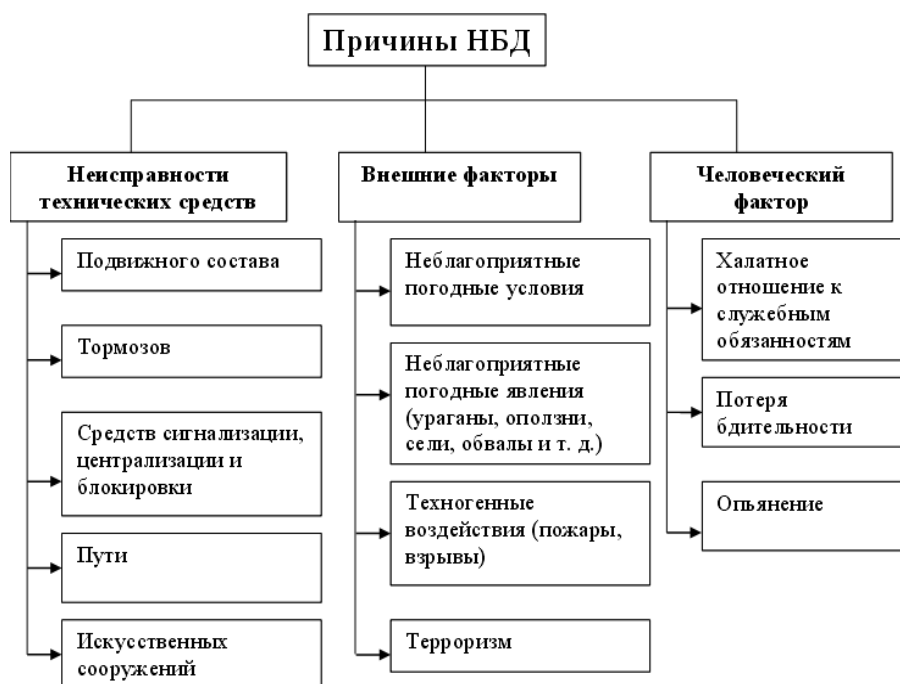 Причины НБД
Неисправности
технических средств
Подвижного состава
Тормозов
Средств сигнализации,
централизации и
блокировки
Пути
Искусственных
сооружений
Внешние факторы
Неблагоприятные
погодные условия
Неблагоприятные
погодные явления
(ураганы, оползни,
сели, обвалы и т. д.)
Техногенные
воздействия (пожары,
взрывы)
Терроризм
Человеческий
фактор
Халатное
отношение к
служебным
обязанностям
Потеря
бдительности
Опьянение